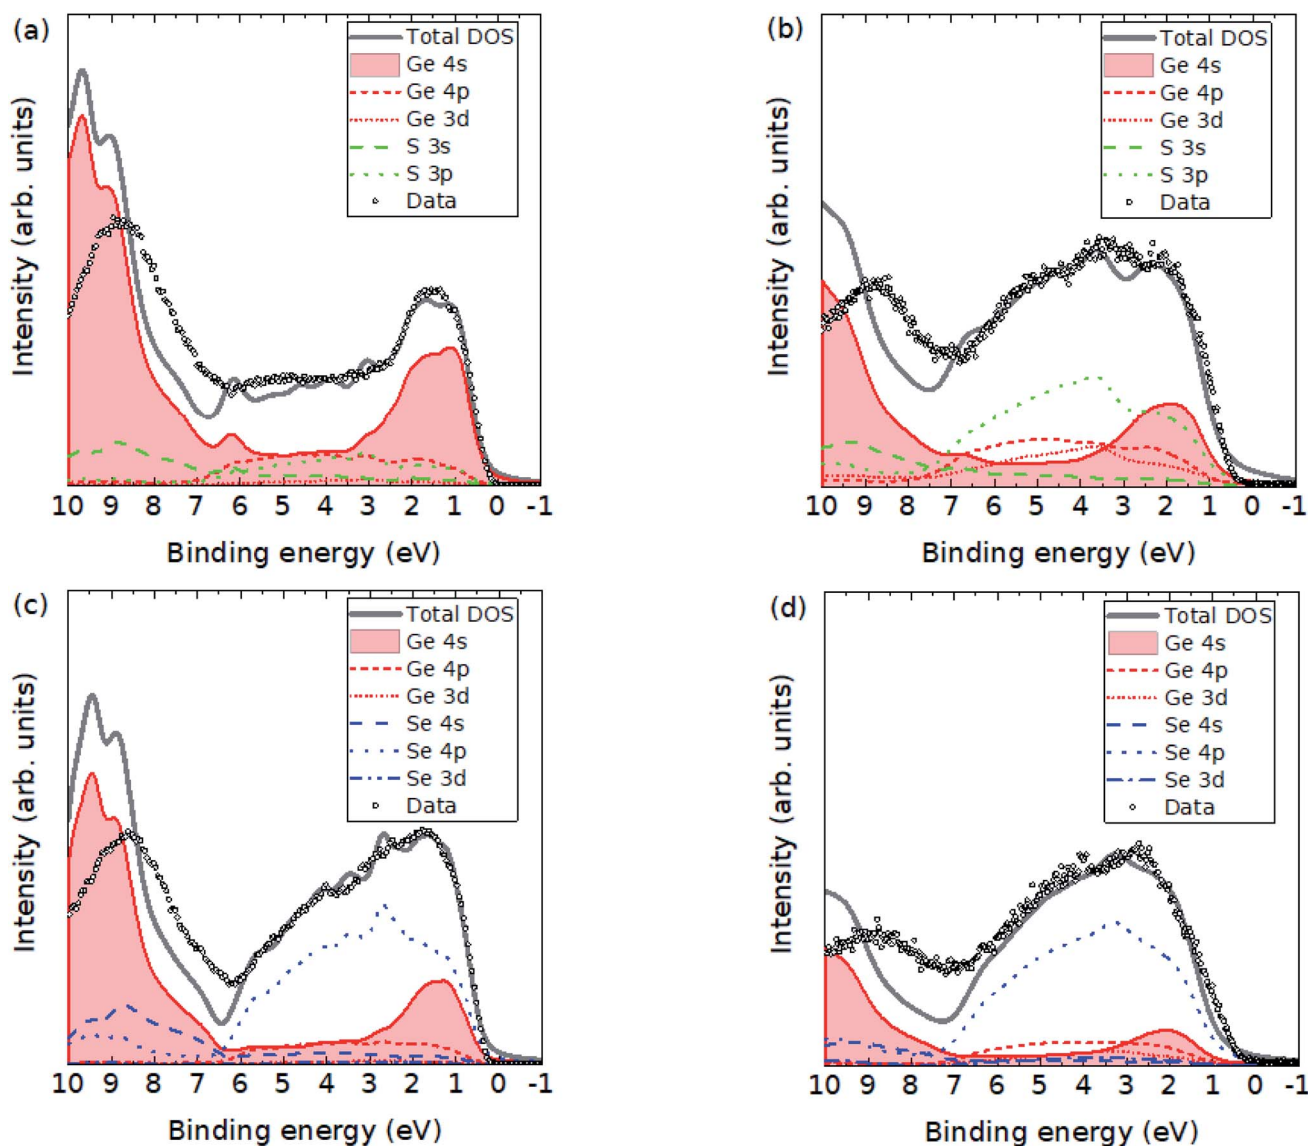 (a)
Total DOS
Ge 4s
Ge 4p
Ge 3d
S 3s
S 3p
Data
Intensity (arb. units)
10 9 8 7 6 5 4 3 2 1 0 -1
Binding energy (eV)
(b)
Total DOS
Ge 4s
Ge 4p
Ge 3d
S 3s
S 3p
Data
Intensity (arb. units)
10 9 8 7 6 5 4 3 2 1 0 -1
Binding energy (eV)
(c)
Total DOS
Ge 4s
Ge 4p
Ge 3d
Se 4s
Se 4p
Se 3d
Data
Intensity (arb. units)
10 9 8 7 6 5 4 3 2 1 0 -1
Binding energy (eV)
(d)
Total DOS
Ge 4s
Ge 4p
Ge 3d
Se 4s
Se 4p
Se 3d
Data
Intensity (arb. units)
10 9 8 7 6 5 4 3 2 1 0 -1
Binding energy (eV)